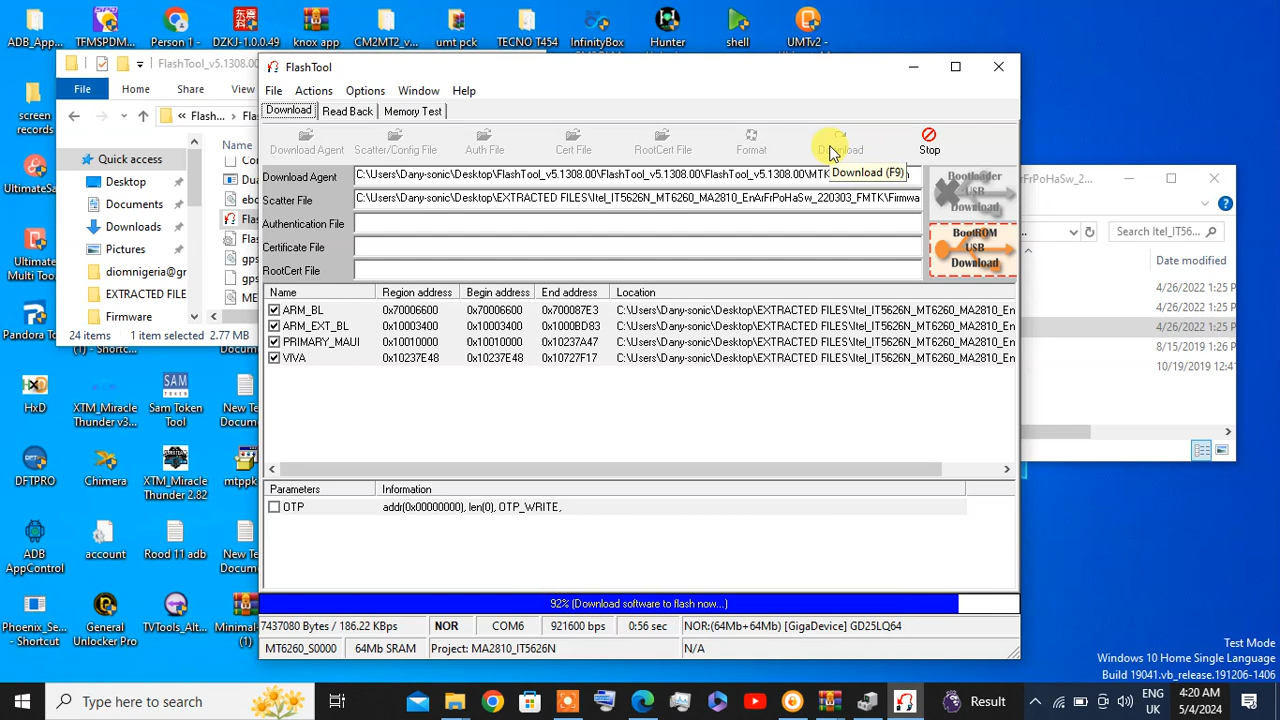 ADB_App...
TFMSPDM...
Person 1 -
DZKJ-1.0.0.49
knox app
CM2MT2_v...
umt pck
TECNO T454
InfinityBox
Hunter
shell
UMTv2 -
FlashTool_v5.1308.00
File
Home
Share
View
Flash...
Quick access
Desktop
Documents
Downloads
Pictures
diomnigeria@gr
EXTRACTED FILE
Firmware
24 items
1 item selected 2.77 MB
Name
screen
records
UltimateSa
Ultimate
Multi Too
Pandora T
FlashTool
File
Actions
Options
Window
Help
Download
Read Back
Memory Test
Download Agent
Scatter/Config File
Auth File
Cert File
RootCert File
Format
Download
Stop
Download (F9)
Download Agent
C:\Users\Dany-sonic\Desktop\FlashTool_v5.1308.00\FlashTool_v5.1308.00\FlashTool_v5.1308.00\MTK
Scatter File
C:\Users\Dany-sonic\Desktop\EXTRACTED FILES\Itel_IT5626N_MT6260_MA2810_EnArFrPoHaSw_220303_FMTK\Firmwa
Authentication File
Certificate File
RootCert File
Bootloader
USB
Download
BootROM
USB
Download
Name
Region address
Begin address
End address
Location
ARM_BL
0x70006600
0x70006600
0x700087E3
C:\Users\Dany-sonic\Desktop\EXTRACTED FILES\Itel_IT5626N_MT6260_MA2810_En
ARM_EXT_BL
0x10003400
0x10003400
0x1000BD83
C:\Users\Dany-sonic\Desktop\EXTRACTED FILES\Itel_IT5626N_MT6260_MA2810_En
PRIMARY_MAUI
0x10010000
0x10010000
0x10237A47
C:\Users\Dany-sonic\Desktop\EXTRACTED FILES\Itel_IT5626N_MT6260_MA2810_En
VIVA
0x10237E48
0x10237E48
0x10727F17
C:\Users\Dany-sonic\Desktop\EXTRACTED FILES\Itel_IT5626N_MT6260_MA2810_En
Parameters
Information
OTP
addr(0x00000000), len(0), OTP_WRITE,
92% (Download software to flash now...)
7437080 Bytes / 186.22 KBps
NOR
COM6
921600 bps
0:56 sec
NOR:(64Mb+64Mb) [GigaDevice] GD25LQ64
MT6260_S0000
64Mb SRAM
Project: MA2810_IT5626N
N/A
Search Itel_IT56...
Date modified
4/26/2022 1:25 P
4/26/2022 1:25 P
4/26/2022 1:25 P
8/15/2019 1:26 P
10/19/2019 12:41
(1) - Shortc...
HxD
XTM_Miracle
Thunder v3...
Sam Token
Tool
New Te
Docum
DFTPRO
Chimera
XTM_Miracle
Thunder 2.82
mtppk
ADB
AppControl
account
Rood 11 adb
New Te
Docum
Phoenix_Se...
- Shortcut
General
Unlocker Pro
TVTools_Alt...
Minimal-
(1)
Test Mode
Windows 10 Home Single Language
Build 19041.vb_release.191206-1406
Type here to search
Result
ENG
UK
4:20 AM
5/4/2024